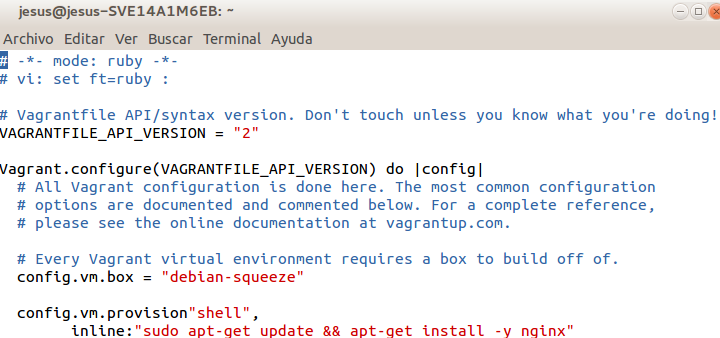 jesus@jesus-SVE14A1M6EB: ~
Archivo Editar Ver Buscar Terminal Ayuda
# -*- mode: ruby -*-
# vi: set ft=ruby :
# Vagrantfile API/syntax version. Don't touch unless you know what you're doing!
VAGRANTFILE_API_VERSION = "2"
Vagrant.configure(VAGRANTFILE_API_VERSION) do |config|
# All Vagrant configuration is done here. The most common configuration
# options are documented and commented below. For a complete reference,
# please see the online documentation at vagrantup.com.
# Every Vagrant virtual environment requires a box to build off of.
config.vm.box = "debian-squeeze"
config.vm.provision"shell",
inline:"sudo apt-get update && apt-get install -y nginx"